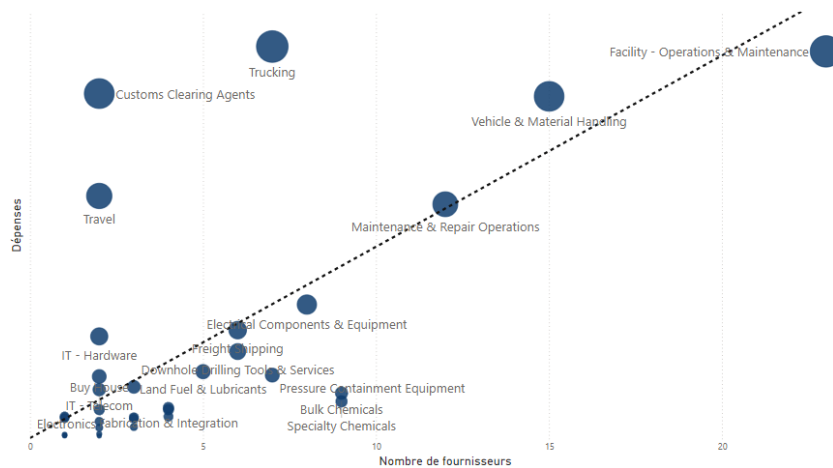 Facility - Operations & Maintenance
Trucking
Customs Clearing Agents
Vehicle & Material Handling
Travel
Dépenses
Maintenance & Repair Operations
Electrical Components & Equipment
Freight Shipping
IT - Hardware
Downhole Drilling Tools & Services
Buy House
Land Fuel & Lubricants
Pressure Containment Equipment
IT - Telecom
Bulk Chemicals
Electronics
Fabrication & Integration
Specialty Chemicals
0
5
10
15
20
Nombre de fournisseurs